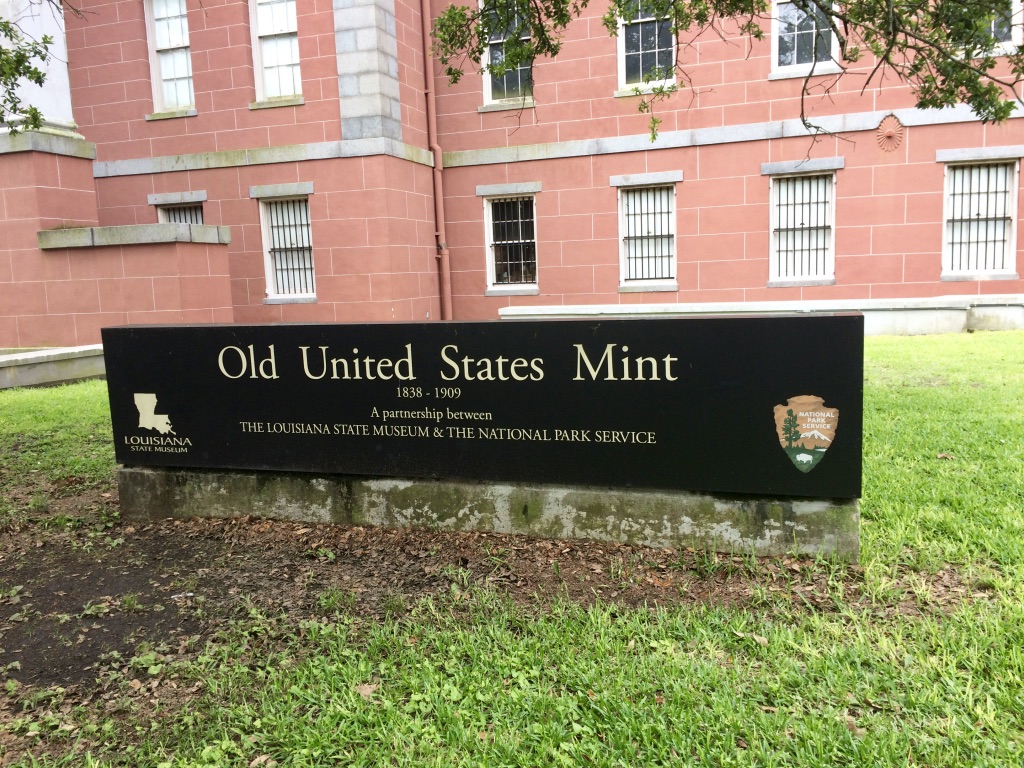 Old United States Mint
1838 - 1909
A partnership between
THE LOUISIANA STATE MUSEUM & THE NATIONAL PARK SERVICE
LOUISIANA
STATE MUSEUM
NATIONAL
PARK
SERVICE